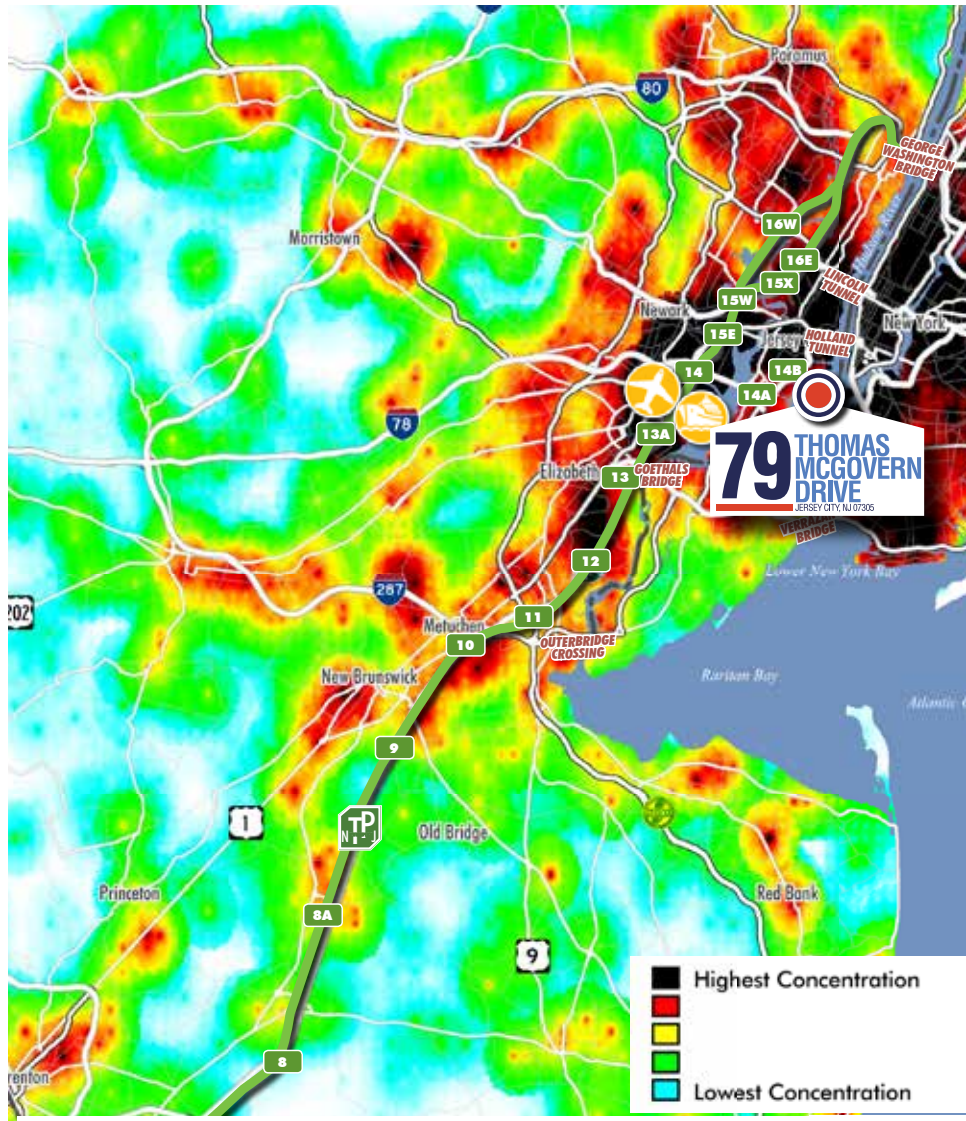 Paramus
80
GEORGE
WASHINGTON
BRIDGE
Hudson River
Morristown
16W
16E
15X
LINCOLN
TUNNEL
15W
Newark
New York
15E
Jersey
HOLLAND
TUNNEL
14
14B
14A
78
13A
79
THOMAS
MCGOVERN
DRIVE
JERSEY CITY, NJ 07305
Elizabeth
13
GOETHALS
BRIDGE
BRIDGE
12
Lower New York Bay
287
202
11
Metuchen
10
OUTERBRIDGE
CROSSING
New Brunswick
Raritan Bay
Atlantic
9
1
N TP J
Old Bridge
Princeton
Red Bank
8A
9
Highest Concentration
8
renton
Lowest Concentration